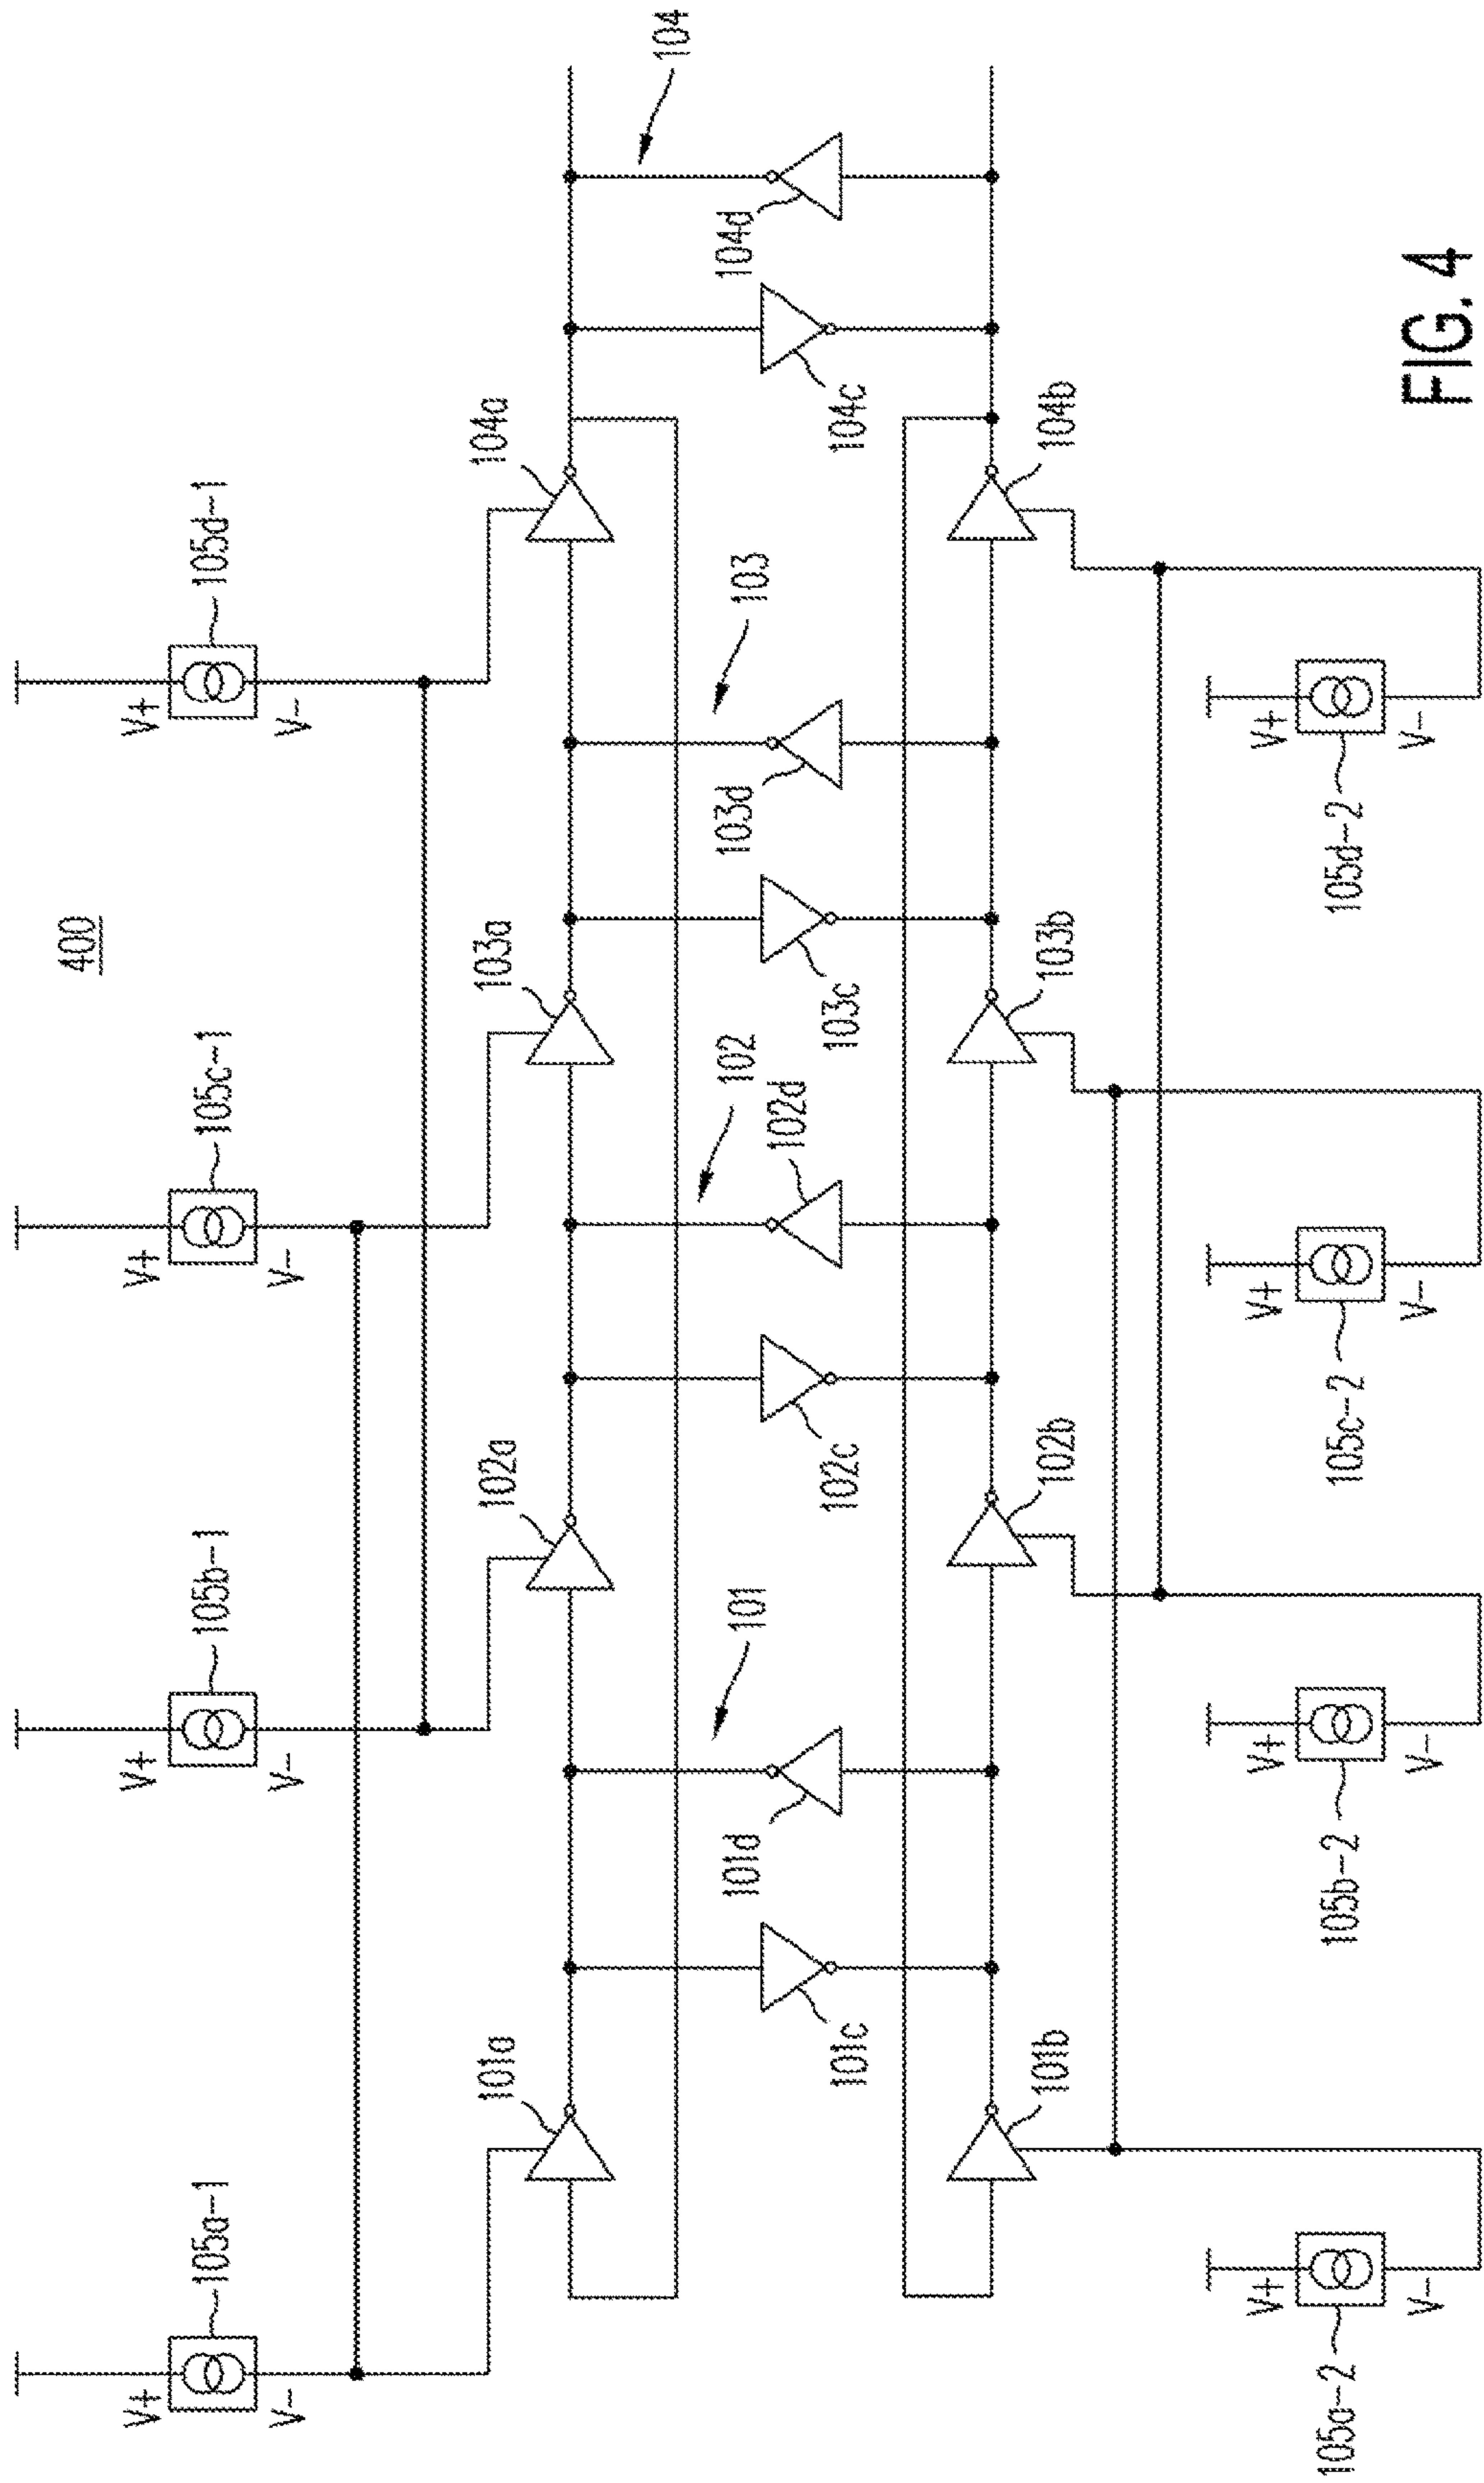 400
105a-1
105b-1
105c-1
105d-1
V+
V+
V+
V+
V-
V-
V-
V-
101a
102a
103a
104a
104
101
102
103
101d
102d
103d
104d
101c
102c
103c
104c
101b
102b
103b
104b
V+
V+
V+
V+
105a-2
105b-2
105c-2
105d-2
V-
V-
V-
V-
FIG. 4